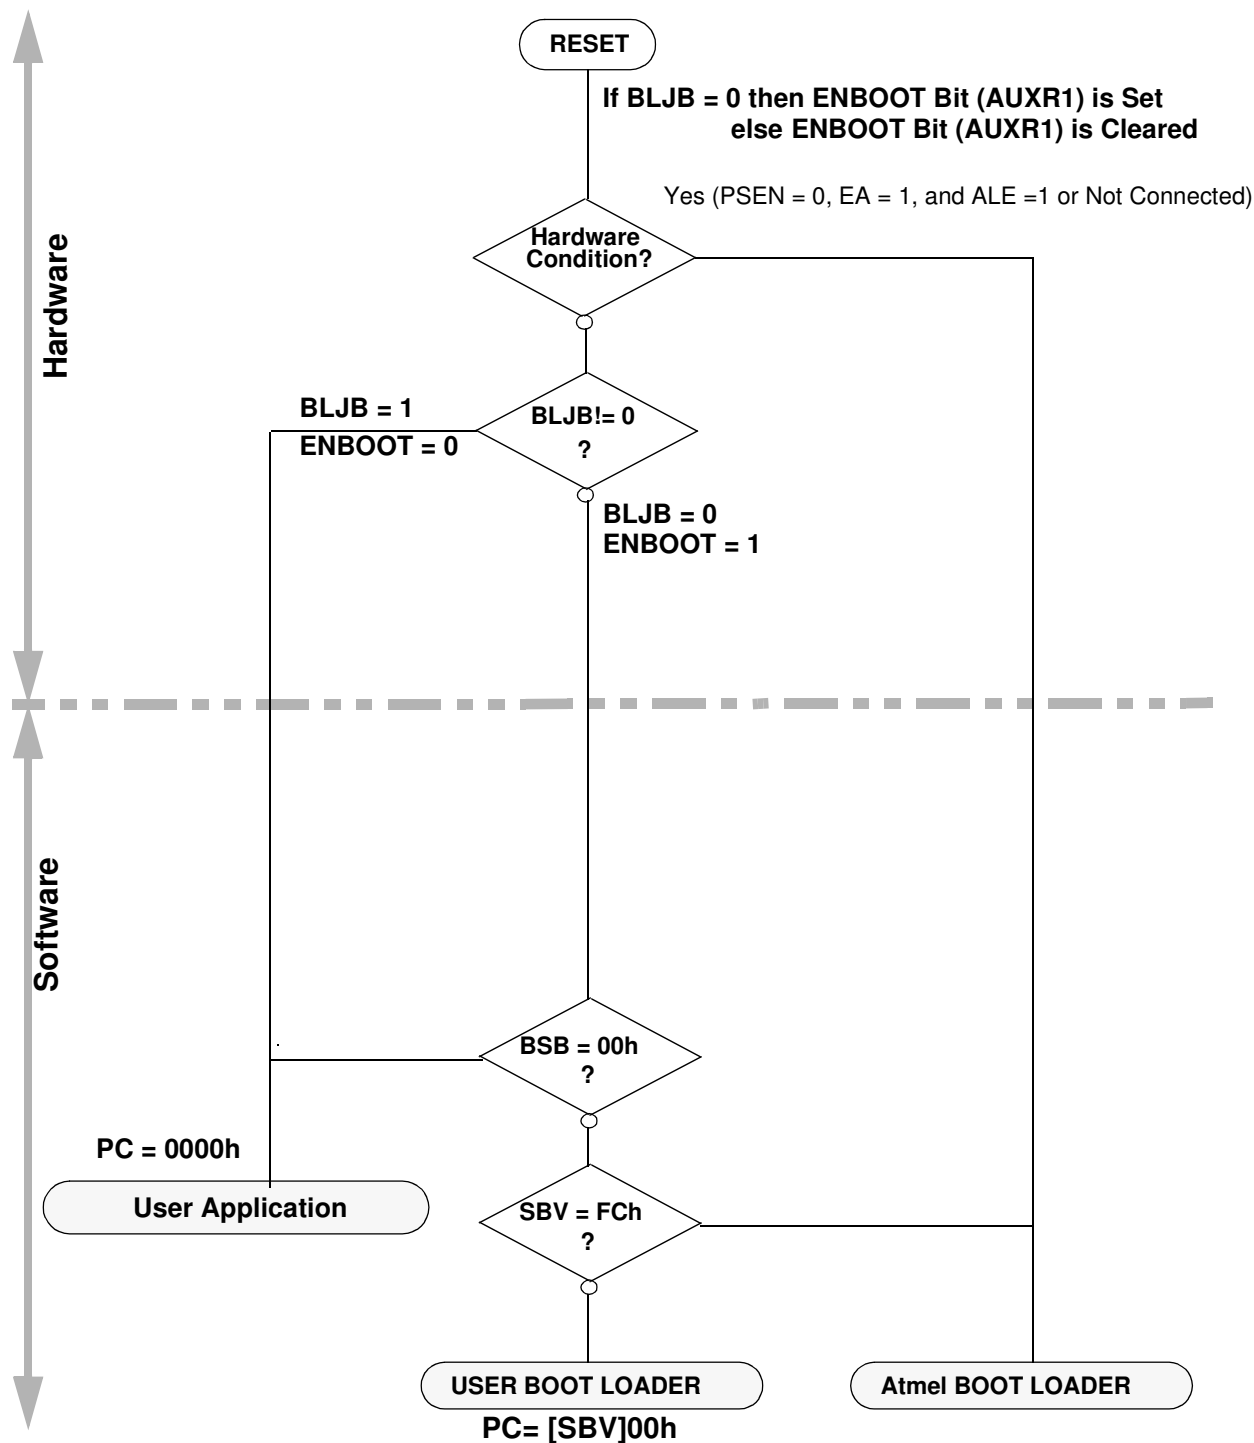 RESET
If BLJB = 0 then ENBOOT Bit (AUXR1) is Set
else ENBOOT Bit (AUXR1) is Cleared
Yes (PSEN = 0, EA = 1, and ALE =1 or Not Connected)
Hardware
Condition?
Hardware
BLJB = 1
ENBOOT = 0
BLJB!= 0
?
BLJB = 0
ENBOOT = 1
Software
BSB = 00h
?
PC = 0000h
User Application
SBV = FCh
?
USER BOOT LOADER
PC= [SBV]00h
Atmel BOOT LOADER